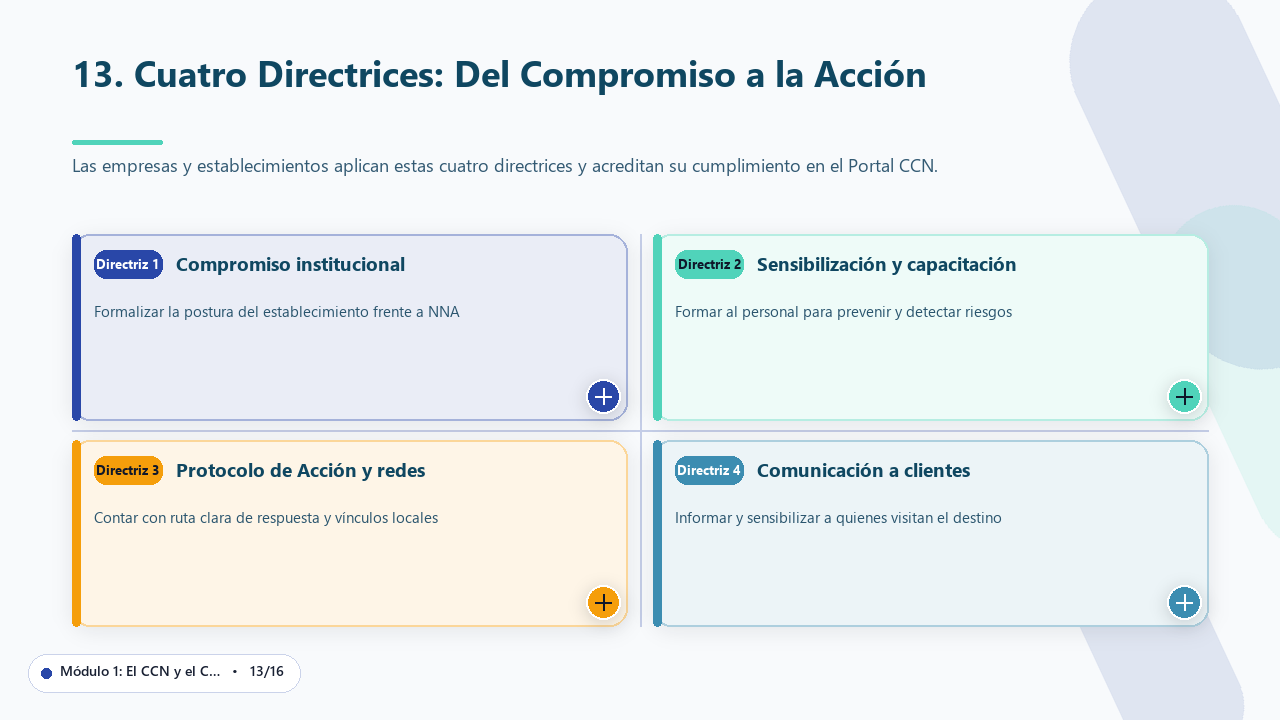 13. Cuatro Directrices: Del Compromiso a la Acción
Las empresas y establecimientos aplican estas cuatro directrices y acreditan su cumplimiento en el Portal CCN.
Directriz 1 Compromiso institucional
Formalizar la postura del establecimiento frente a NNA
Directriz 2 Sensibilización y capacitación
Formar al personal para prevenir y detectar riesgos
Directriz 3 Protocolo de Acción y redes
Contar con ruta clara de respuesta y vínculos locales
Directriz 4 Comunicación a clientes
Informar y sensibilizar a quienes visitan el destino
Módulo 1: El CCN y el C... • 13/16